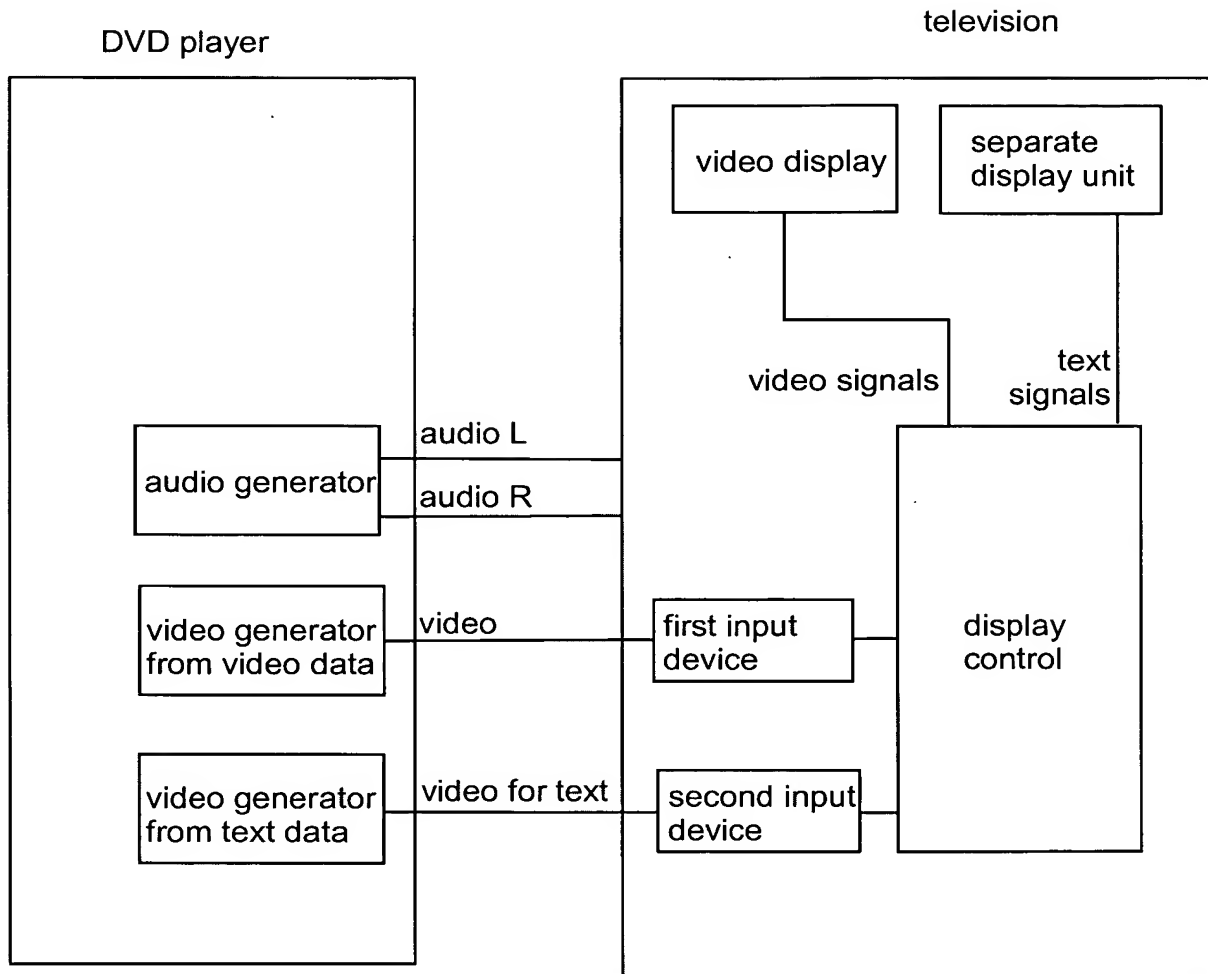 DVD player
television
video display
separate
display unit
video signals
text
signals
audio generator
audio L
audio R
video generator
from video data
video
first input
device
display
control
video generator
from text data
video for text
second input
device